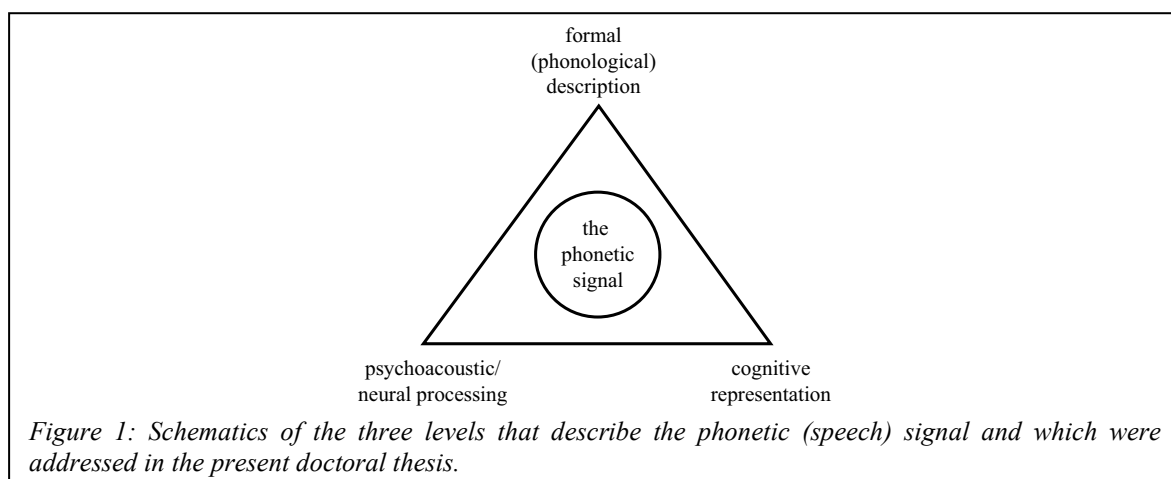 formal
(phonological)
description
the
phonetic
signal
psychoacoustic/
neural processing
cognitive
representation
Figure 1: Schematics of the three levels that describe the phonetic (speech) signal and which were
addressed in the present doctoral thesis.